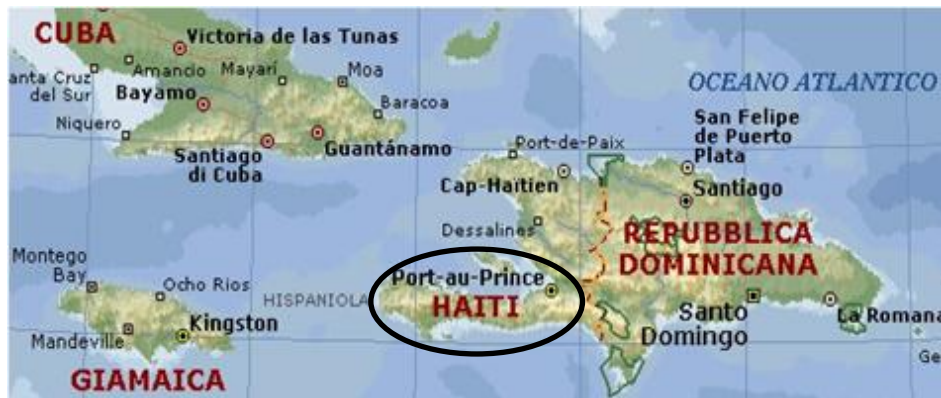 CUBA
Victoria de las Tunas
Amancio
Mayarí
Moa
anta Cruz
del Sur
Bayamo
Baracoa
Niquero
Santiago
di Cuba
Guantánamo
OCEANO ATLANTICO
San Felipe
de Puerto
Plata
Port-de-Paix
Cap-Haïtien
Santiago
Dessalines
REPUBBLICA
DOMINICANA
Montego
Bay
Ocho Rios
HISPANIOLA
Port-au-Prince
HAITI
Santo
Domingo
La Romana
Kingston
Mandeville
GIAMAICA
Ge